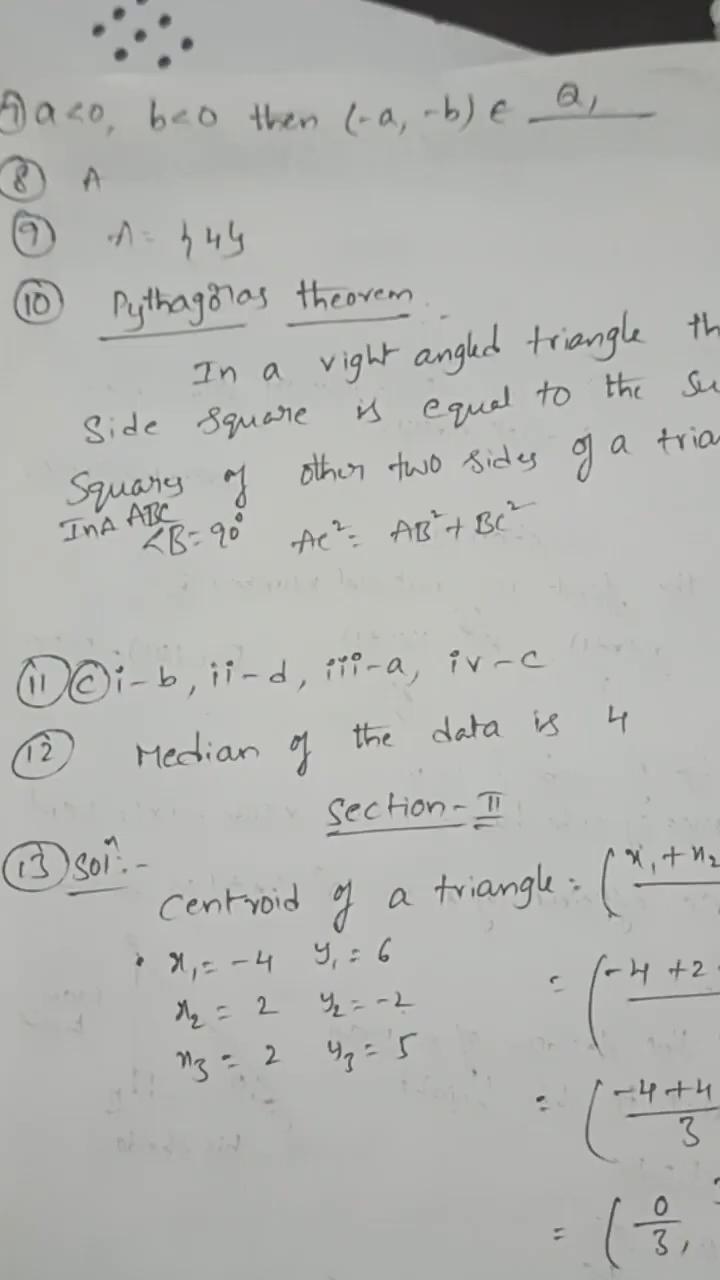 7) a<0, b<0 then (-a, -b) ∈ Q₁
8) A
9) A = {4}
10) Pythagoras theorem
In a right angled triangle th
Side square is equal to the su
Squares of other two sides of a tria
In Δ ABC
∠B = 90° AC² = AB² + BC²
11) C) i-b, ii-d, iii-a, iv-c
12) Median of the data is 4
Section-II
13) Solⁿ:-
Centroid of a triangle = (x₁+x₂
x₁ = -4 y₁ = 6
= (-4+2
x₂ = 2 y₂ = -2
x₃ = 2 y₃ = 5
= (-4+4/3
= (0/3,